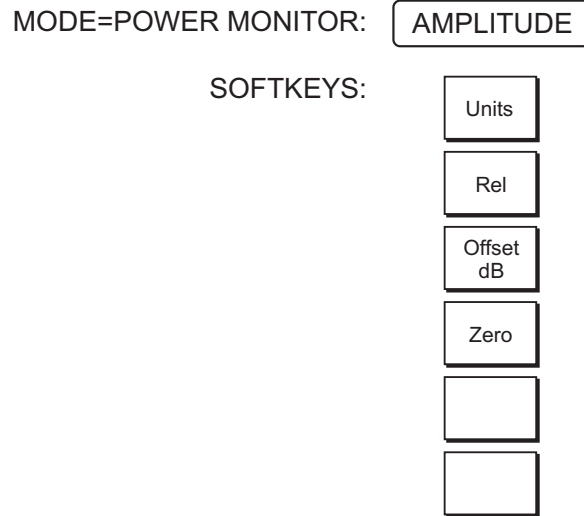 MODE=POWER MONITOR: AMPLITUDE
SOFTKEYS:
Units
Rel
Offset
dB
Zero